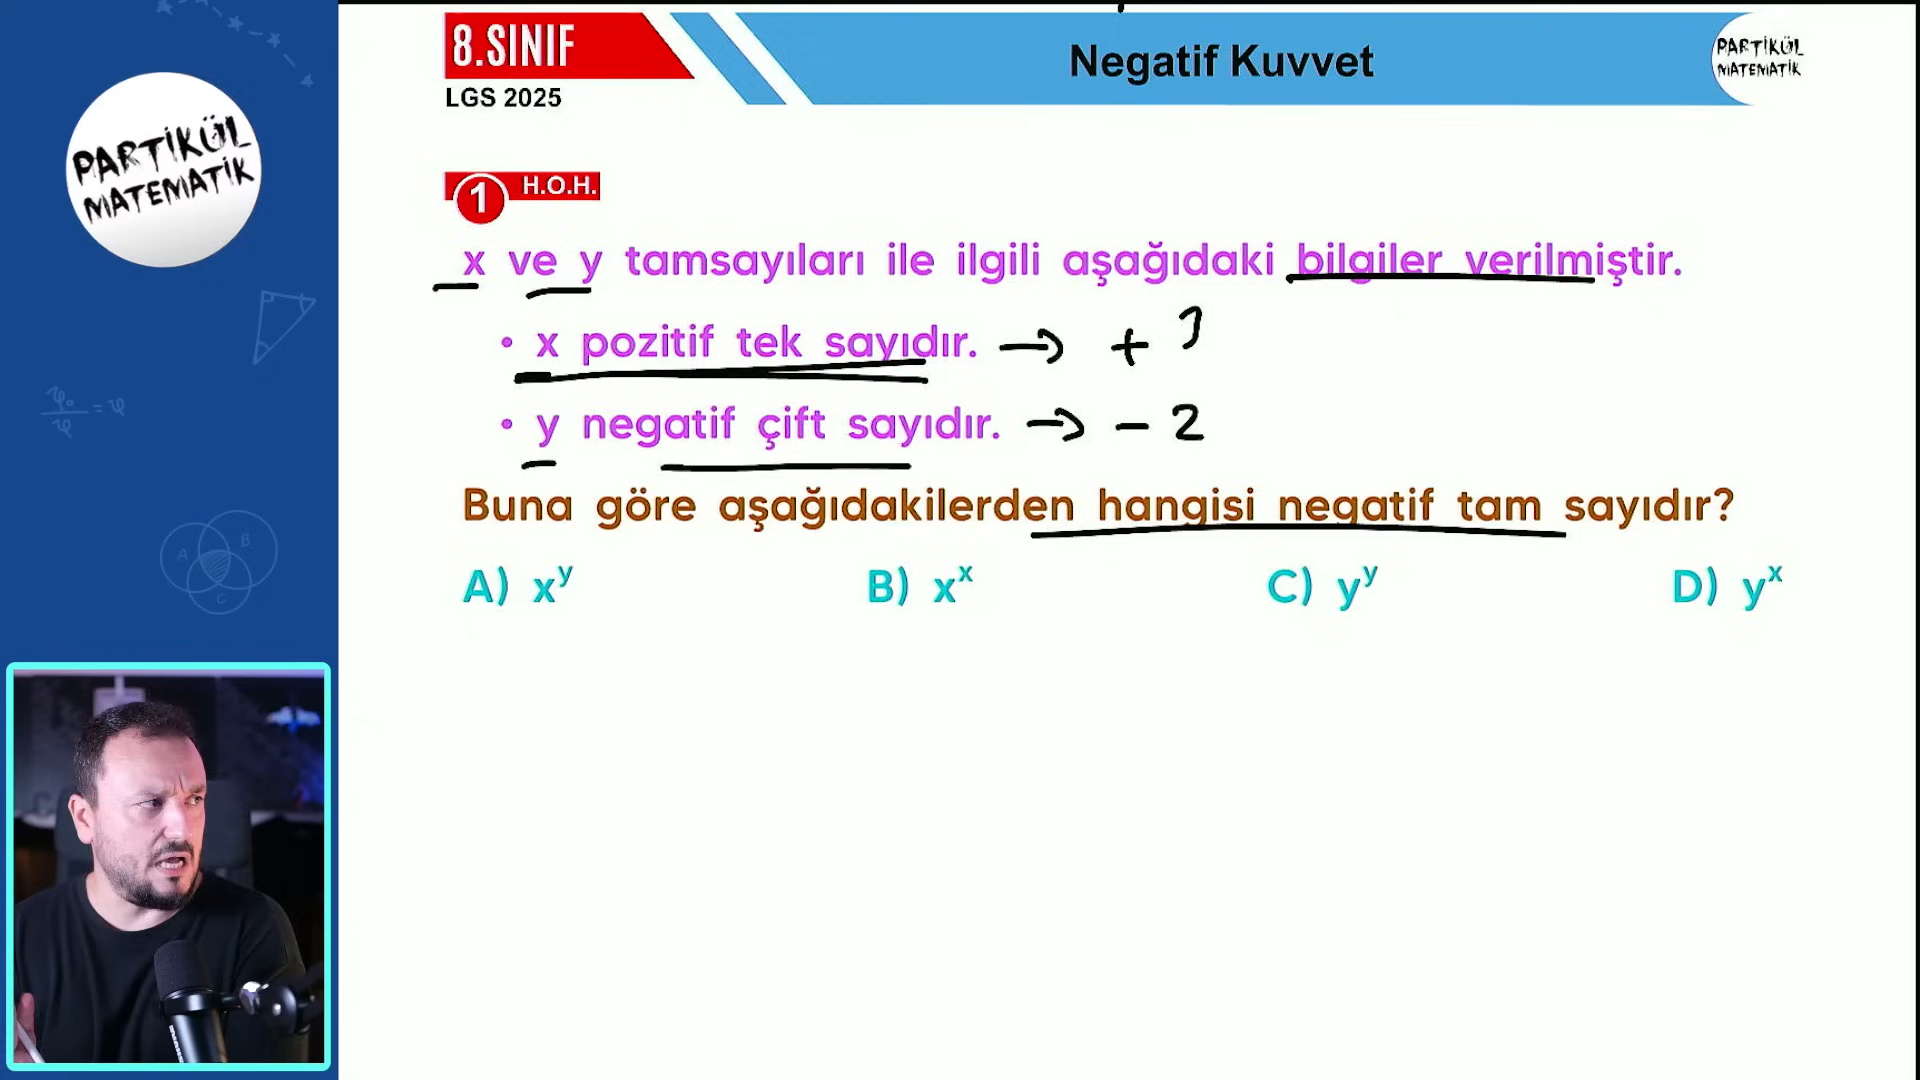 8.SINIF
LGS 2025
Negatif Kuvvet
PARTİKÜL
MATEMATİK
PARTİKÜL
MATEMATİK
1 H.O.H.
x ve y tamsayıları ile ilgili aşağıdaki bilgiler verilmiştir.
• x pozitif tek sayıdır. → + 3
• y negatif çift sayıdır. → - 2
Buna göre aşağıdakilerden hangisi negatif tam sayıdır?
A) x^y B) x^x C) y^y D) y^x
A B
C